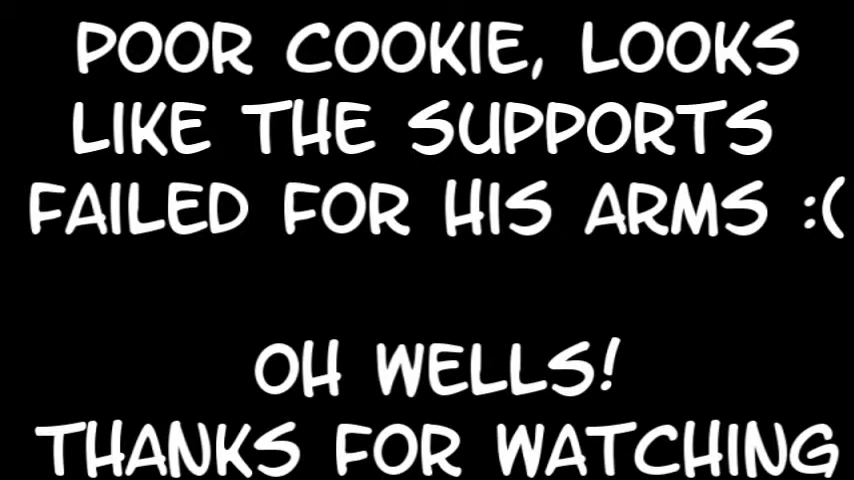 POOR COOKIE, LOOKS
LIKE THE SUPPORTS
FAILED FOR HIS ARMS :(
OH WELLS!
THANKS FOR WATCHING